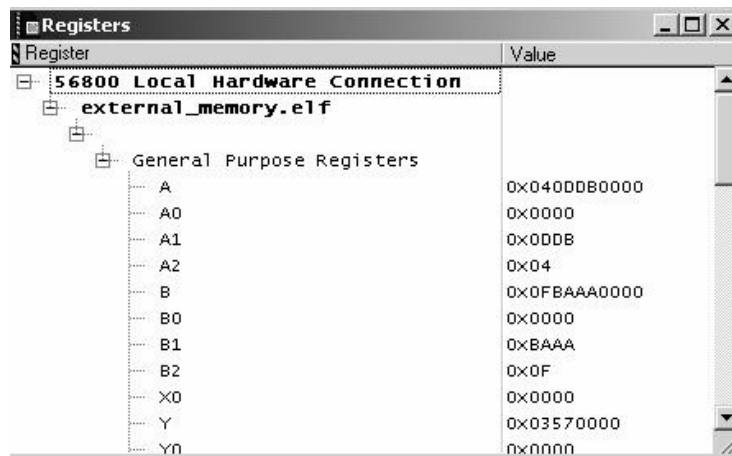 Registers
Register Value
56800 Local Hardware Connection
external_memory.elf
General Purpose Registers
A 0x040DDB0000
A0 0x0000
A1 0x0DDB
A2 0x04
B 0x0FBAAA0000
B0 0x0000
B1 0xBAAA
B2 0x0F
X0 0x0000
Y 0x03570000
Y0 0x0000